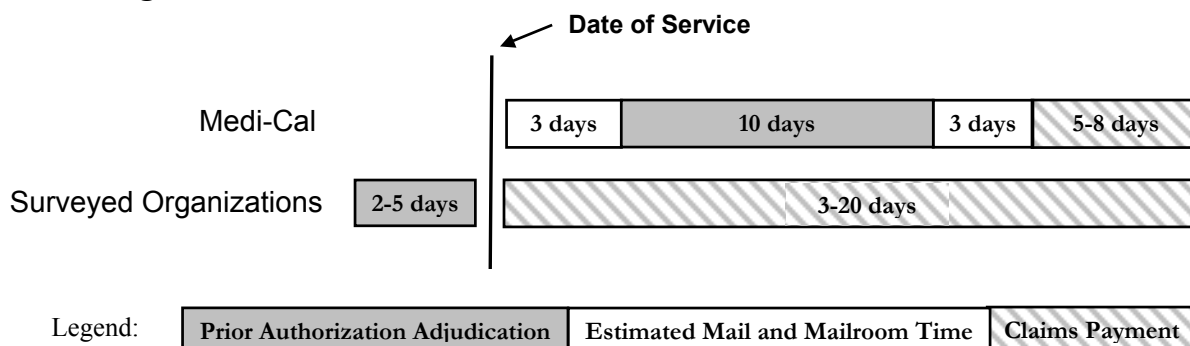 Date of Service
Medi-Cal 3 days 10 days 3 days 5-8 days
Surveyed Organizations 2-5 days 3-20 days
Legend: Prior Authorization Adjudication Estimated Mail and Mailroom Time Claims Payment